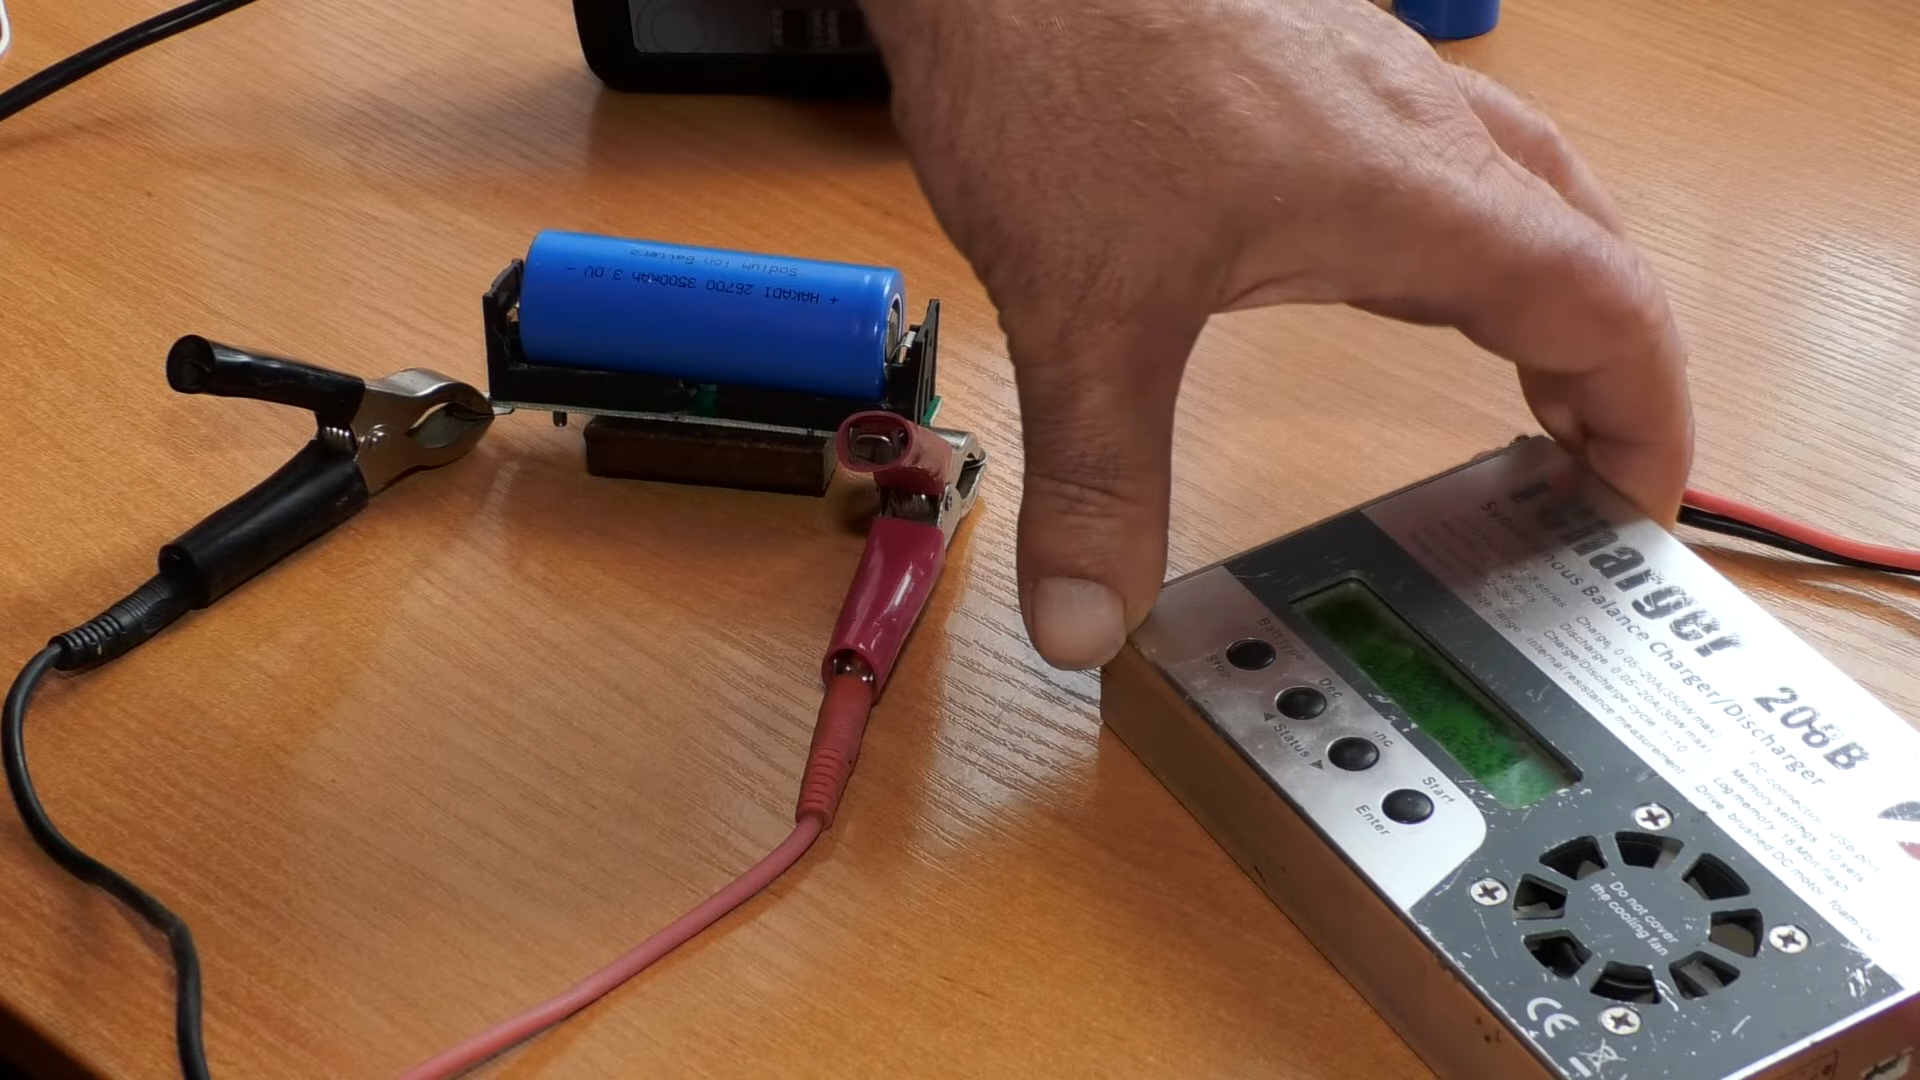 Sodium ion Battery
+ HAKADI 26700 3500mAh 3.0V -
208B
Synchronous Balance Charger/Discharger
Charge: 0.05~20A(350W max)
Discharge: 0.05~20A(30W max)
Charge/Discharge cycle: 1~10
Internal resistance measurement
PC connection: USB port
Memory settings: 10 sets
Log memory: 16 Mbit flash
Drive brushed DC motor
Batt type
Stop
Dec
◀ Status ▶
Inc
Start
Enter
Do not cover
the cooling fan
CE